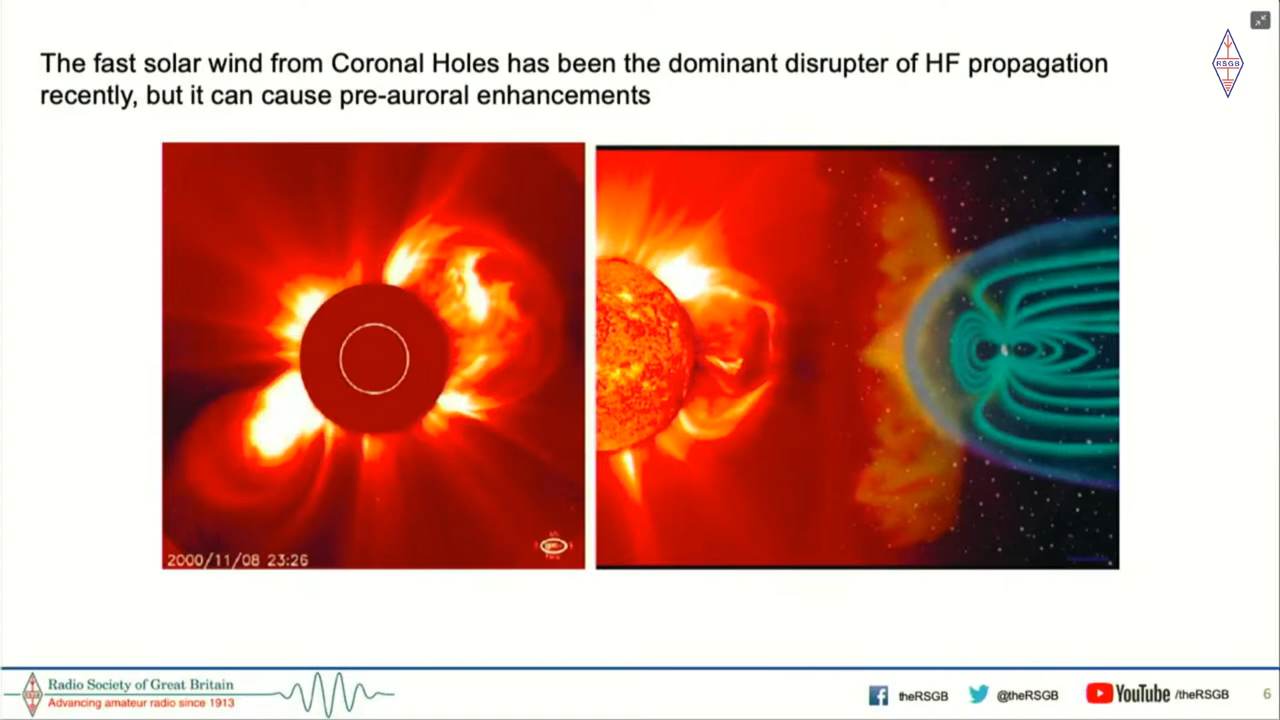 The fast solar wind from Coronal Holes has been the dominant disrupter of HF propagation
recently, but it can cause pre-auroral enhancements
RSGB
2000/11/08 23:26
Radio Society of Great Britain
Advancing amateur radio since 1913
theRSGB
@theRSGB
YouTube /theRSGB
6